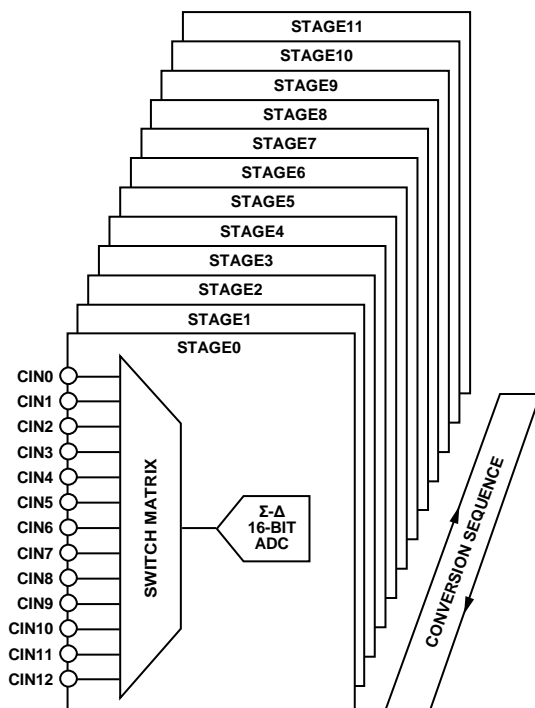 STAGE11
STAGE10
STAGE9
STAGE8
STAGE7
STAGE6
STAGE5
STAGE4
STAGE3
STAGE2
STAGE1
STAGE0
CIN0
CIN1
CIN2
CIN3
CIN4
CIN5
CIN6
CIN7
CIN8
CIN9
CIN10
CIN11
CIN12
SWITCH MATRIX
Σ-Δ
16-BIT
ADC
CONVERSION SEQUENCE